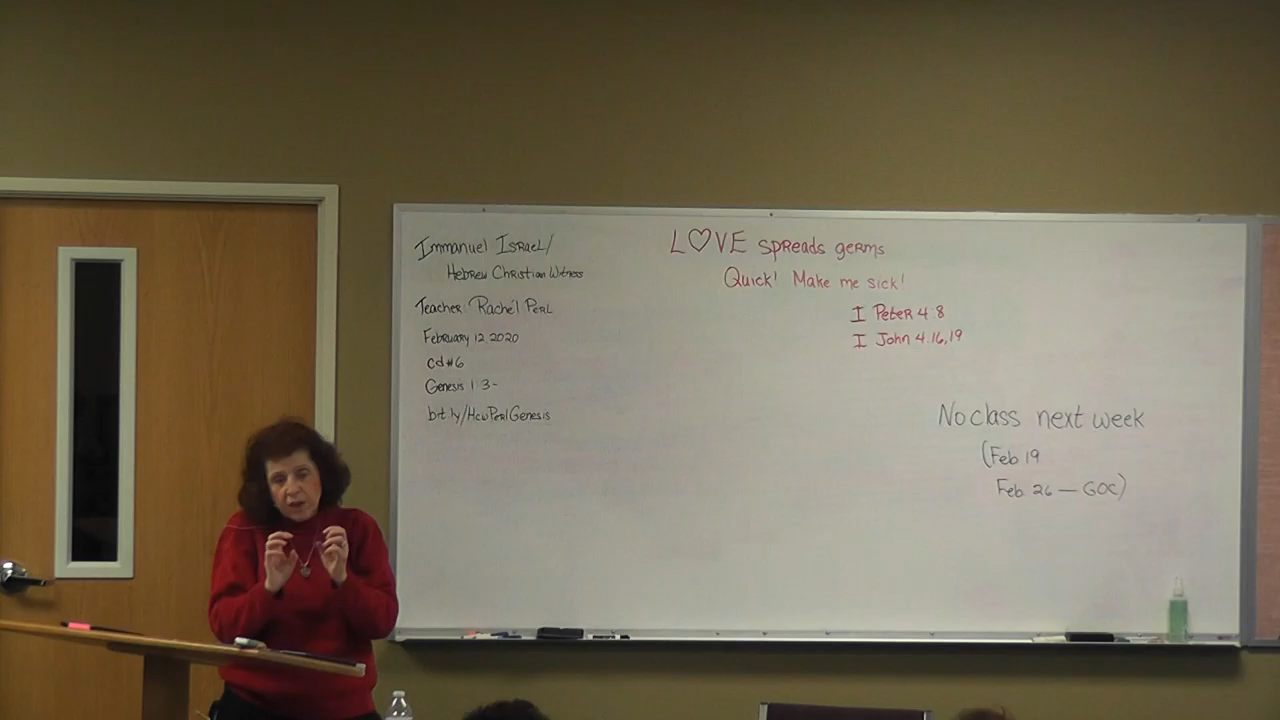 Immanuel Israel/
Hebrew Christian Witness
Teacher: Rachel Perl
February 12, 2020
cd#6
Genesis 1:3-
bit.ly/HcwPerlGenesis
L♡VE spreads germs
Quick! Make me sick!
I Peter 4:8
I John 4:16,19
No class next week
(Feb 19
Feb. 26 — GOC)